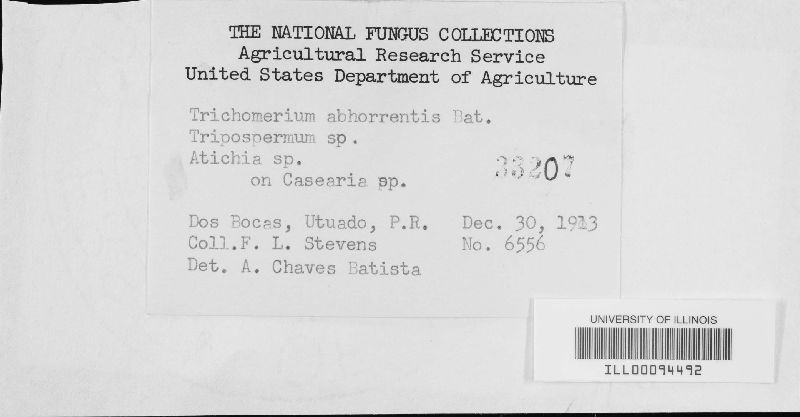 THE NATIONAL FUNGUS COLLECTIONS
Agricultural Research Service
United States Department of Agriculture
Trichomerium abhorrentis Bat.
Tripospermum sp.
Atichia sp.
33207
on Casearia sp.
Dos Bocas, Utuado, P.R. Dec. 30, 1913
Coll.F. L. Stevens No. 6556
Det. A. Chaves Batista
UNIVERSITY OF ILLINOIS
ILL00094492